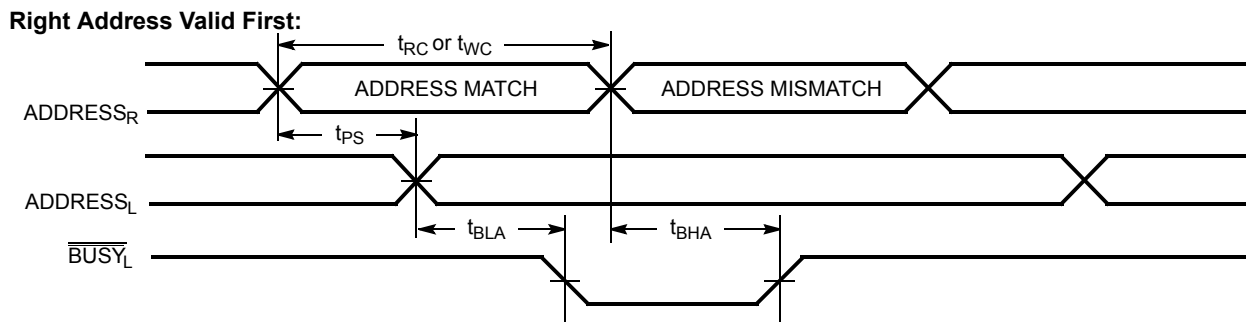 Right Address Valid First:
tRC or tWC
ADDRESS MATCH ADDRESS MISMATCH
ADDRESSR
tPS
ADDRESSL
tBLA tBHA
BUSYL